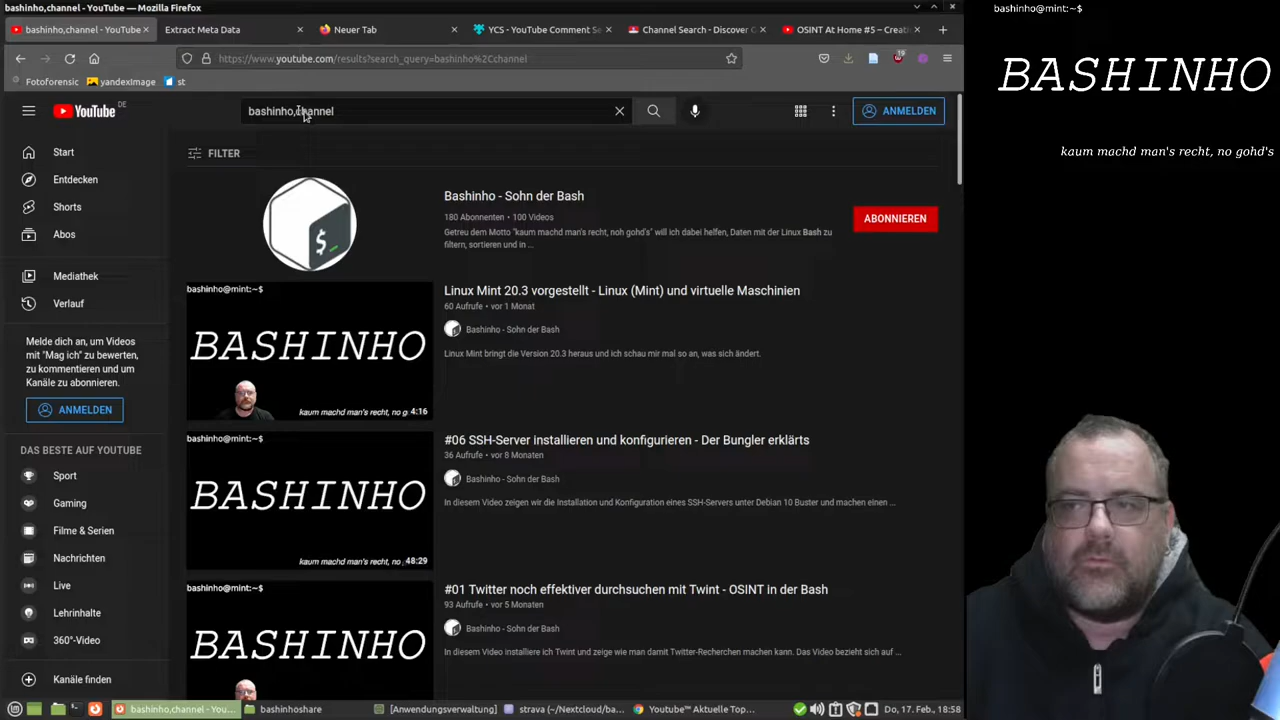 bashinho,channel - YouTube — Mozilla Firefox
bashinho,channel - YouTube
Extract Meta Data
Neuer Tab
YCS - YouTube Comment Se
Channel Search - Discover C
OSINT At Home #5 – Creati
https://www.youtube.com/results?search_query=bashinho%2Cchannel
19
Fotoforensic
yandexImage
st
YouTube DE
bashinho,channel
ANMELDEN
FILTER
Start
Entdecken
Shorts
Abos
Mediathek
Verlauf
Melde dich an, um Videos
mit "Mag ich" zu bewerten,
zu kommentieren und um
Kanäle zu abonnieren.
ANMELDEN
DAS BESTE AUF YOUTUBE
Sport
Gaming
Filme & Serien
Nachrichten
Live
Lehrinhalte
360°-Video
Kanäle finden
Bashinho - Sohn der Bash
180 Abonnenten • 100 Videos
Getreu dem Motto "kaum machd man's recht, noh gohd's" will ich dabei helfen, Daten mit der Linux Bash zu
filtern, sortieren und in ...
ABONNIEREN
bashinho@mint:~$
BASHINHO
kaum machd man's recht, no g
4:16
Linux Mint 20.3 vorgestellt - Linux (Mint) und virtuelle Maschinien
60 Aufrufe • vor 1 Monat
Bashinho - Sohn der Bash
Linux Mint bringt die Version 20.3 heraus und ich schau mir mal so an, was sich ändert.
bashinho@mint:~$
BASHINHO
kaum machd man's recht, no
48:29
#06 SSH-Server installieren und konfigurieren - Der Bungler erklärts
36 Aufrufe • vor 8 Monaten
Bashinho - Sohn der Bash
In diesem Video zeigen wir die Installation und Konfiguration eines SSH-Servers unter Debian 10 Buster und machen einen ...
bashinho@mint:~$
BASHINHO
#01 Twitter noch effektiver durchsuchen mit Twint - OSINT in der Bash
93 Aufrufe • vor 5 Monaten
Bashinho - Sohn der Bash
In diesem Video installiere ich Twint und zeige wie man damit Twitter-Recherchen machen kann. Das Video bezieht sich auf ...
bashinho@mint:~$
BASHINHO
kaum machd man's recht, no gohd's
bashinho,channel - YouTub...
bashinhoshare
[Anwendungsverwaltung]
strava (~/Nextcloud/ba...
Youtube™ Aktuelle Top...
Do, 17. Feb., 18:58